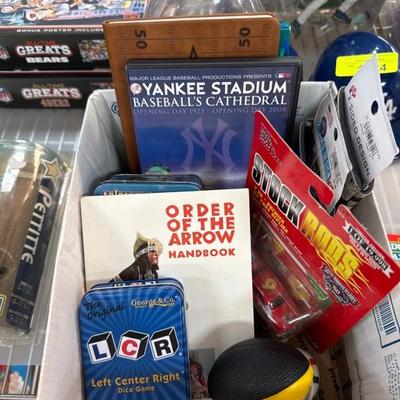 BONUS POSTER INCLUDED
GREATS
BEARS
ALL-TIME
GREATS
49ERS
50
50
MAJOR LEAGUE BASEBALL PRODUCTIONS PRESENTS
YANKEE STADIUM
BASEBALL'S CATHEDRAL
OPENING DAY 1923 - OPENING DAY 2008
PETTITTE
STOCK RODS
ORDER
OF THE
ARROW
HANDBOOK
The Original
George & Co.
LCR
Left Center Right
Dice Game